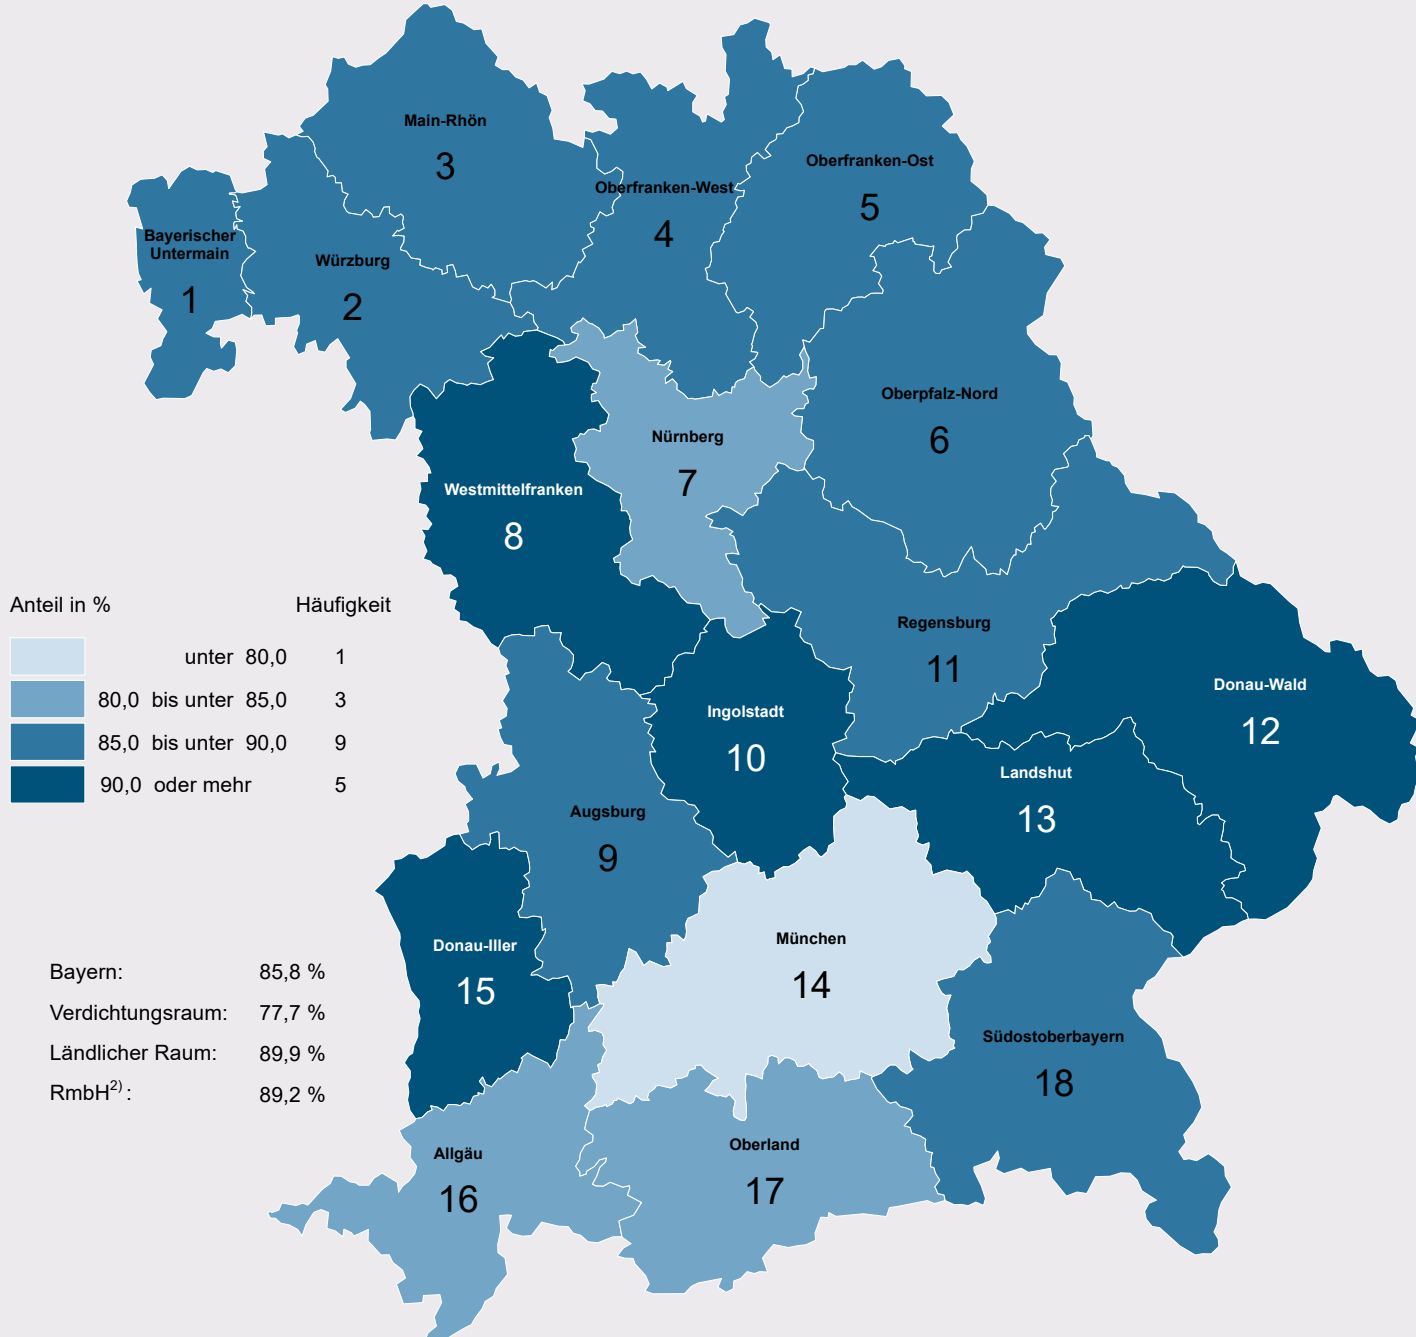 Main-Rhön
3
Oberfranken-West
4
Oberfranken-Ost
5
Bayerischer
Untermain
1
Würzburg
2
Oberpfalz-Nord
6
Nürnberg
7
Westmittelfranken
8
Regensburg
11
Donau-Wald
12
Ingolstadt
10
Landshut
13
Augsburg
9
München
14
Donau-Iller
15
Südostoberbayern
18
Allgäu
16
Oberland
17
Anteil in % Häufigkeit
unter 80,0 1
80,0 bis unter 85,0 3
85,0 bis unter 90,0 9
90,0 oder mehr 5
Bayern: 85,8 %
Verdichtungsraum: 77,7 %
Ländlicher Raum: 89,9 %
RmbH2) : 89,2 %